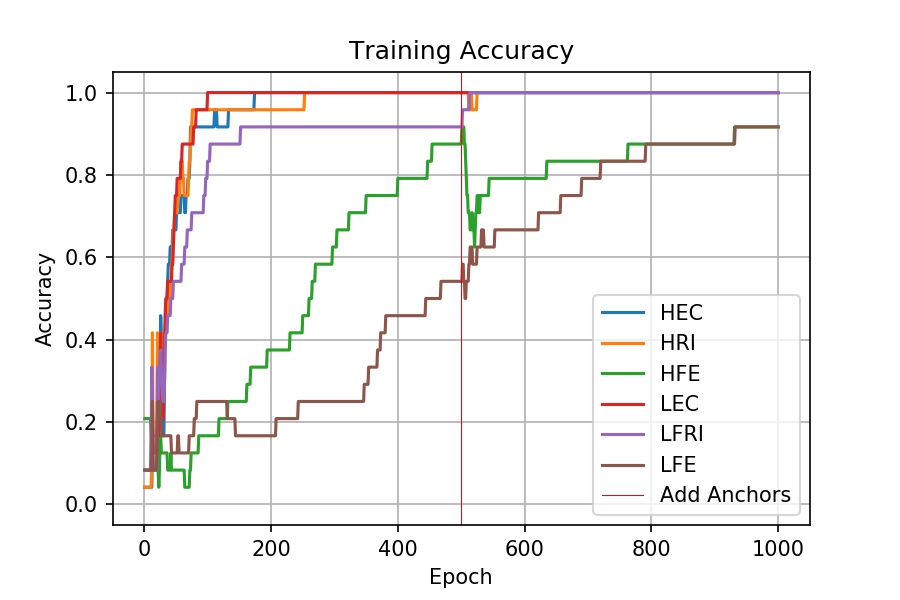 Training Accuracy
1.0
0.8
0.6
0.4
0.2
0.0
Accuracy
0 200 400 600 800 1000
Epoch
HEC
HRI
HFE
LEC
LFRI
LFE
Add Anchors